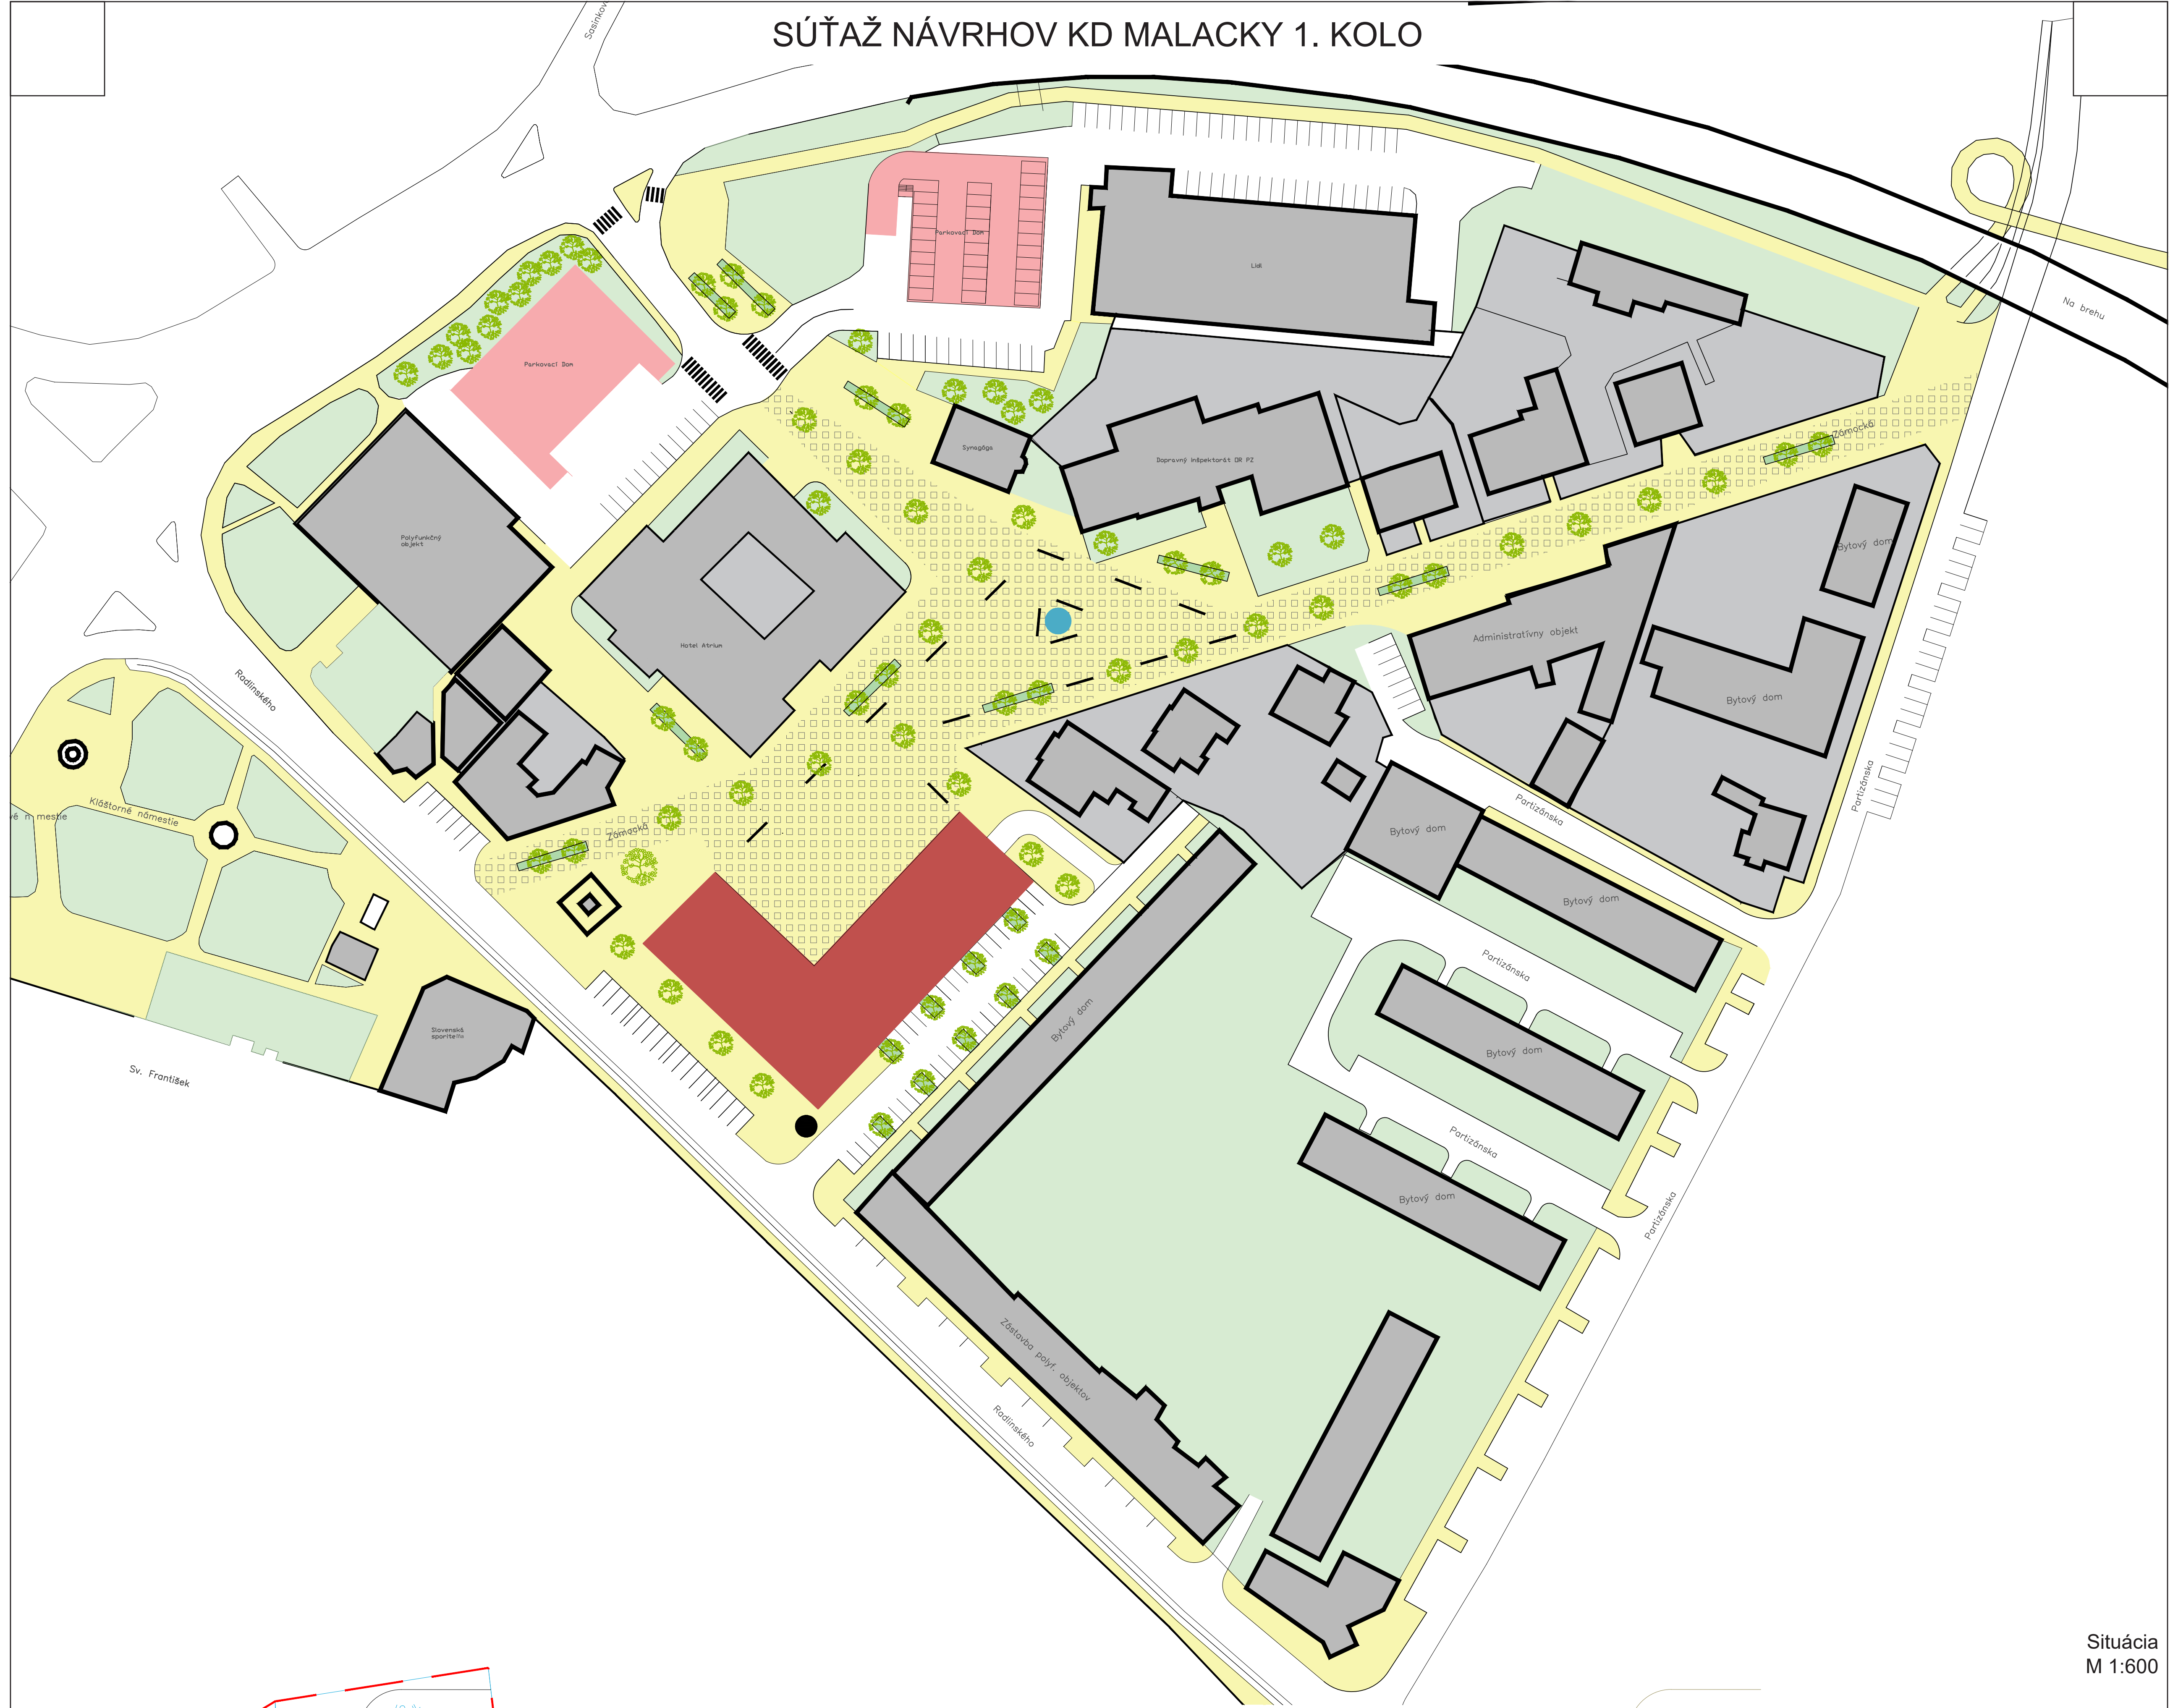 SÚŤAŽ NÁVRHOV KD MALACKY 1. KOLO
Sasinkova
Parkovací Dom
Lidl
Na brehu
Parkovací Dom
Zámocká
Synagóga
Dopravný inšpektorát OR PZ
Polyfunkčný
objekt
Bytový dom
Hotel Atrium
Administratívny objekt
Radlinského
Bytový dom
Partizánska
Partizánska
Kláštorné námestie
mestie
Zámocká
Bytový dom
Bytový dom
Partizánska
Bytový dom
Slovenská
Bytový dom
Sv. František
Partizánska
Bytový dom
Partizánska
Zástavba polyf. objektov
Radlinského
Situácia
M 1:600